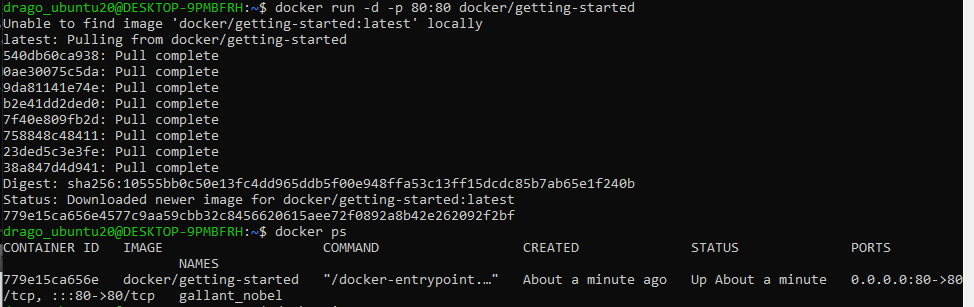 drago_ubuntu20@DESKTOP-9PMBFRH:~$ docker run -d -p 80:80 docker/getting-started
Unable to find image 'docker/getting-started:latest' locally
latest: Pulling from docker/getting-started
540db60ca938: Pull complete
0ae30075c5da: Pull complete
9da81141e74e: Pull complete
b2e41dd2ded0: Pull complete
7f40e809fb2d: Pull complete
758848c48411: Pull complete
23ded5c3e3fe: Pull complete
38a847d4d941: Pull complete
Digest: sha256:10555bb0c50e13fc4dd965ddb5f00e948ffa53c13ff15dcdc85b7ab65e1f240b
Status: Downloaded newer image for docker/getting-started:latest
779e15ca656e4577c9aa59cbb32c8456620615aee72f0892a8b42e262092f2bf
drago_ubuntu20@DESKTOP-9PMBFRH:~$ docker ps
CONTAINER ID   IMAGE                    COMMAND                  CREATED              STATUS              PORTS
                       NAMES
779e15ca656e   docker/getting-started   "/docker-entrypoint.…"   About a minute ago   Up About a minute   0.0.0.0:80->80
/tcp, :::80->80/tcp   gallant_nobel